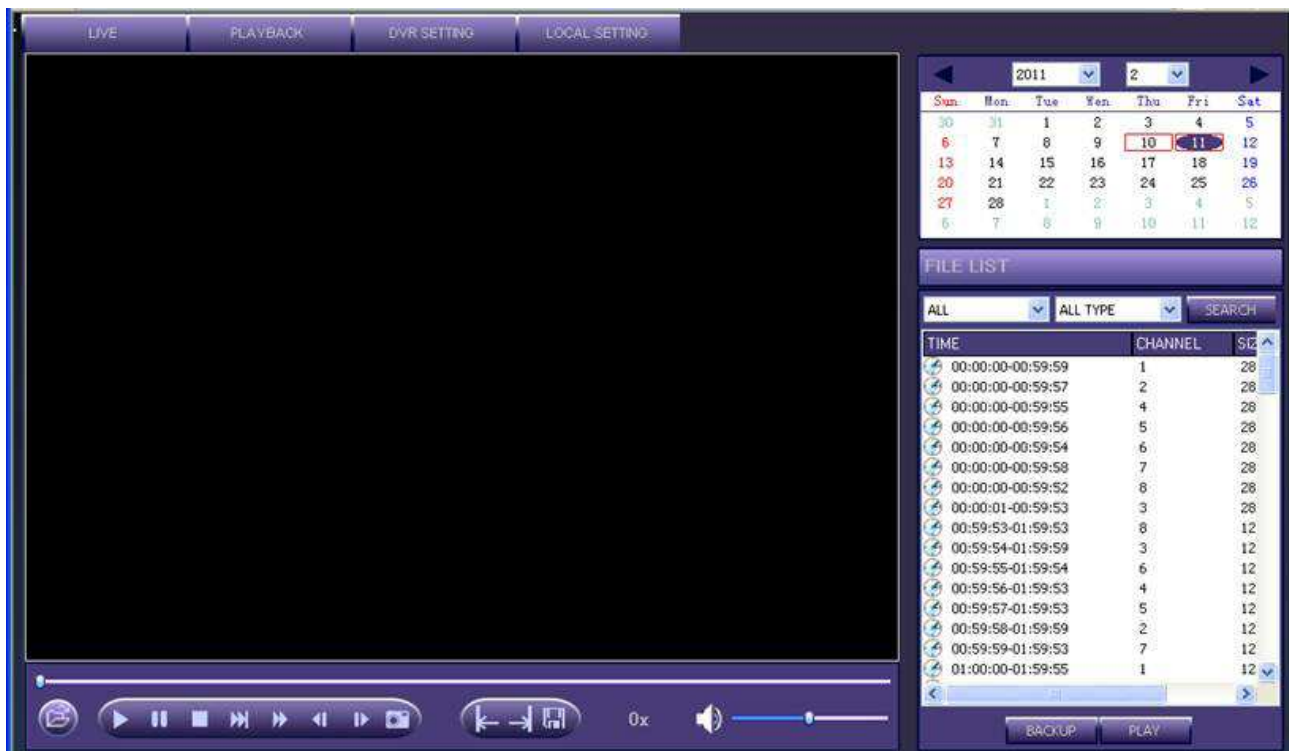 LIVE PLAYBACK DVR SETTING LOCAL SETTING
2011 2
Sun Mon Tue Wen Thu Fri Sat
30 31 1 2 3 4 5
6 7 8 9 10 11 12
13 14 15 16 17 18 19
20 21 22 23 24 25 26
27 28 1 2 3 4 5
6 7 8 9 10 11 12
FILE LIST
ALL ALL TYPE SEARCH
TIME CHANNEL SIZ
00:00:00-00:59:59 1 28
00:00:00-00:59:57 2 28
00:00:00-00:59:55 4 28
00:00:00-00:59:56 5 28
00:00:00-00:59:54 6 28
00:00:00-00:59:58 7 28
00:00:00-00:59:52 8 28
00:00:01-00:59:53 3 28
00:59:53-01:59:53 8 12
00:59:54-01:59:59 3 12
00:59:55-01:59:54 6 12
00:59:56-01:59:53 4 12
00:59:57-01:59:53 5 12
00:59:58-01:59:59 2 12
00:59:59-01:59:53 7 12
01:00:00-01:59:55 1 12
0x
BACKUP PLAY